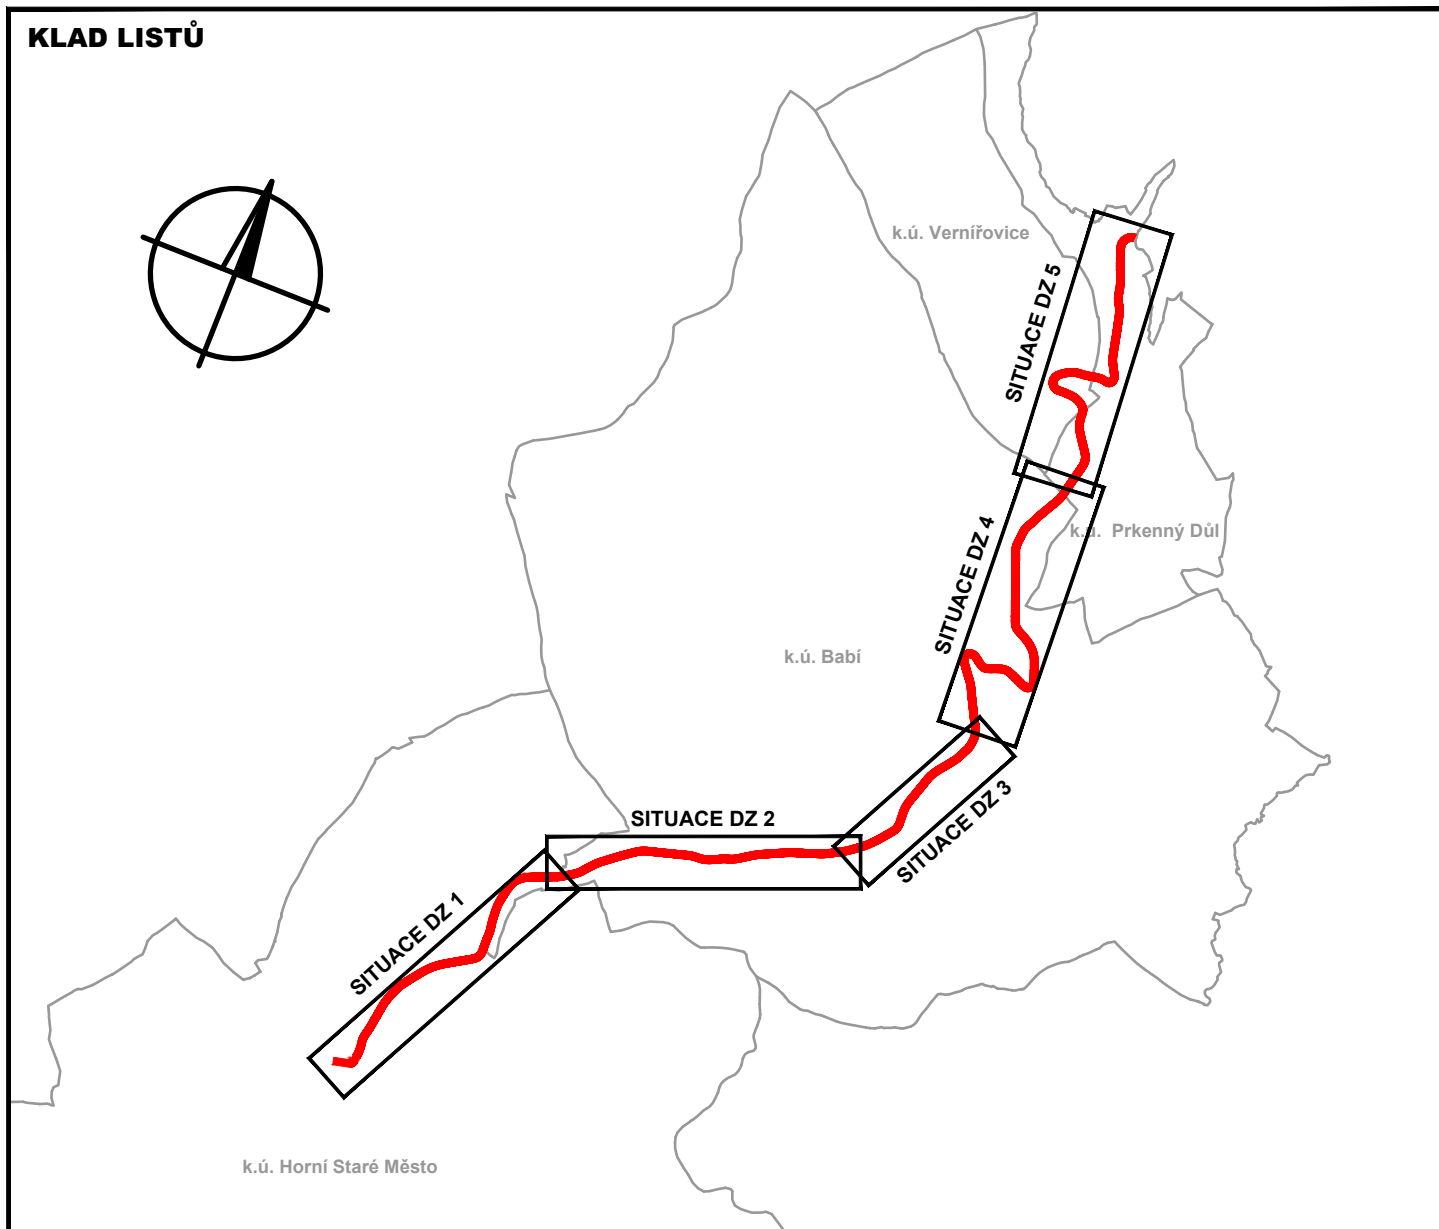 KLAD LISTŮ
k.ú. Vernířovice
SITUACE DZ 5
SITUACE DZ 4
k.ú.  Prkenný Důl
k.ú. Babí
SITUACE DZ 3
SITUACE DZ 2
SITUACE DZ 1
k.ú. Horní Staré Město